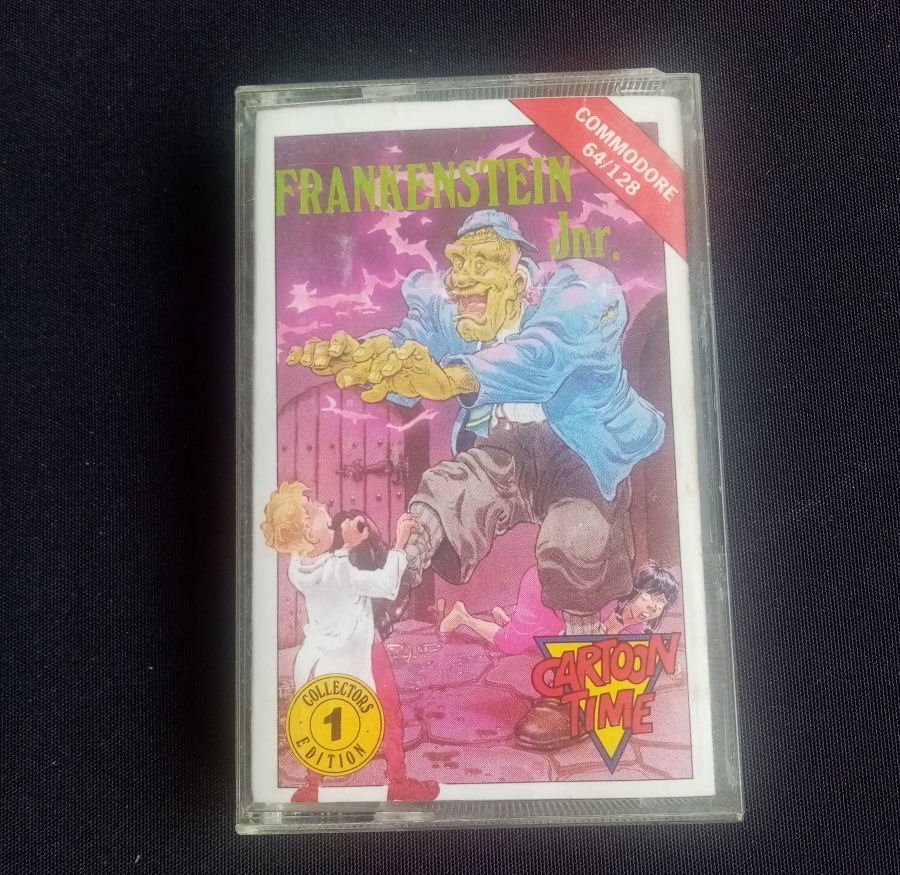 COMMODORE
64/128
FRANKENSTEIN
Jnr.
CARTOON
TIME
COLLECTORS
1
EDITION